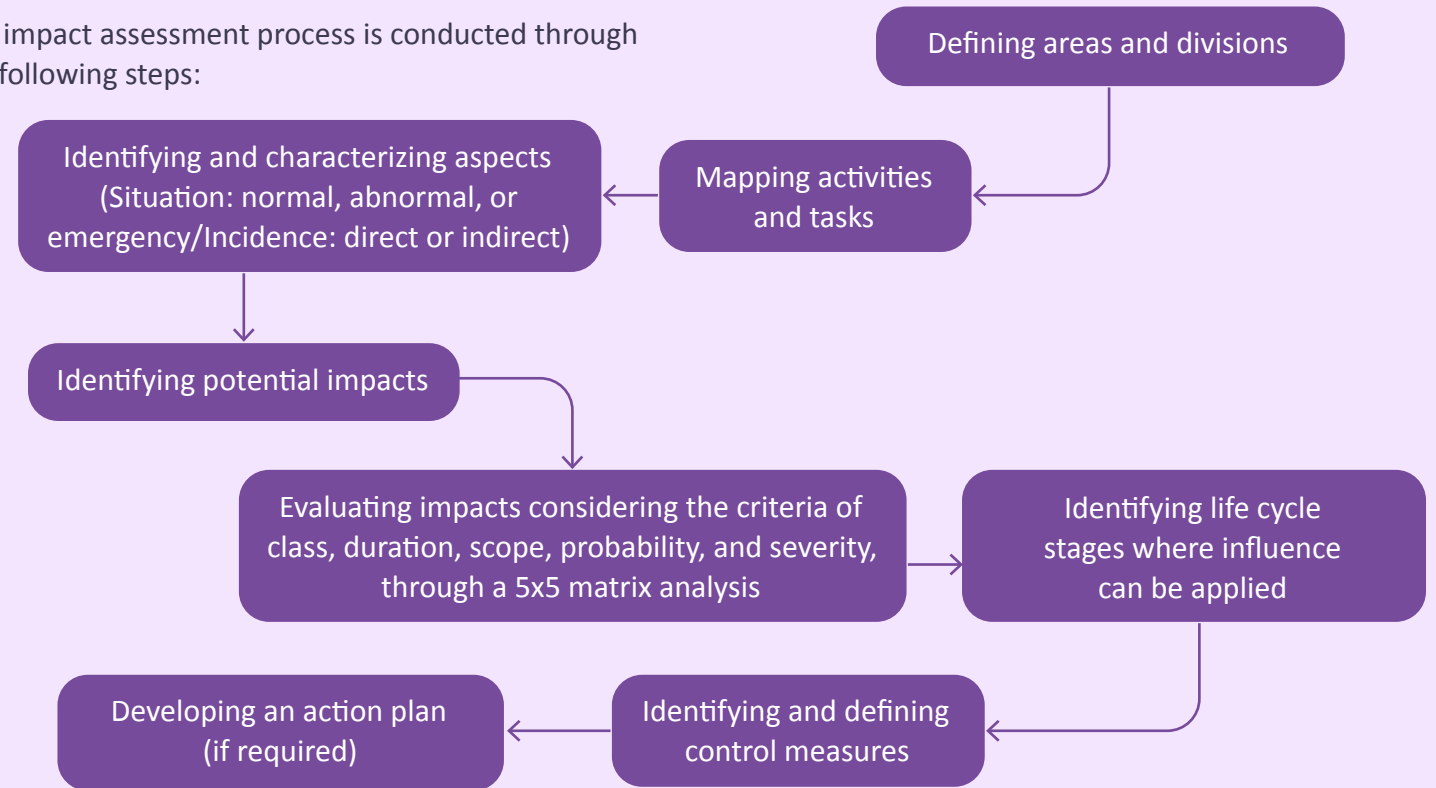 impact assessment process is conducted through
following steps:
Defining areas and divisions
Mapping activities
and tasks
Identifying and characterizing aspects
(Situation: normal, abnormal, or
emergency/Incidence: direct or indirect)
Identifying potential impacts
Evaluating impacts considering the criteria of
class, duration, scope, probability, and severity,
through a 5x5 matrix analysis
Identifying life cycle
stages where influence
can be applied
Identifying and defining
control measures
Developing an action plan
(if required)